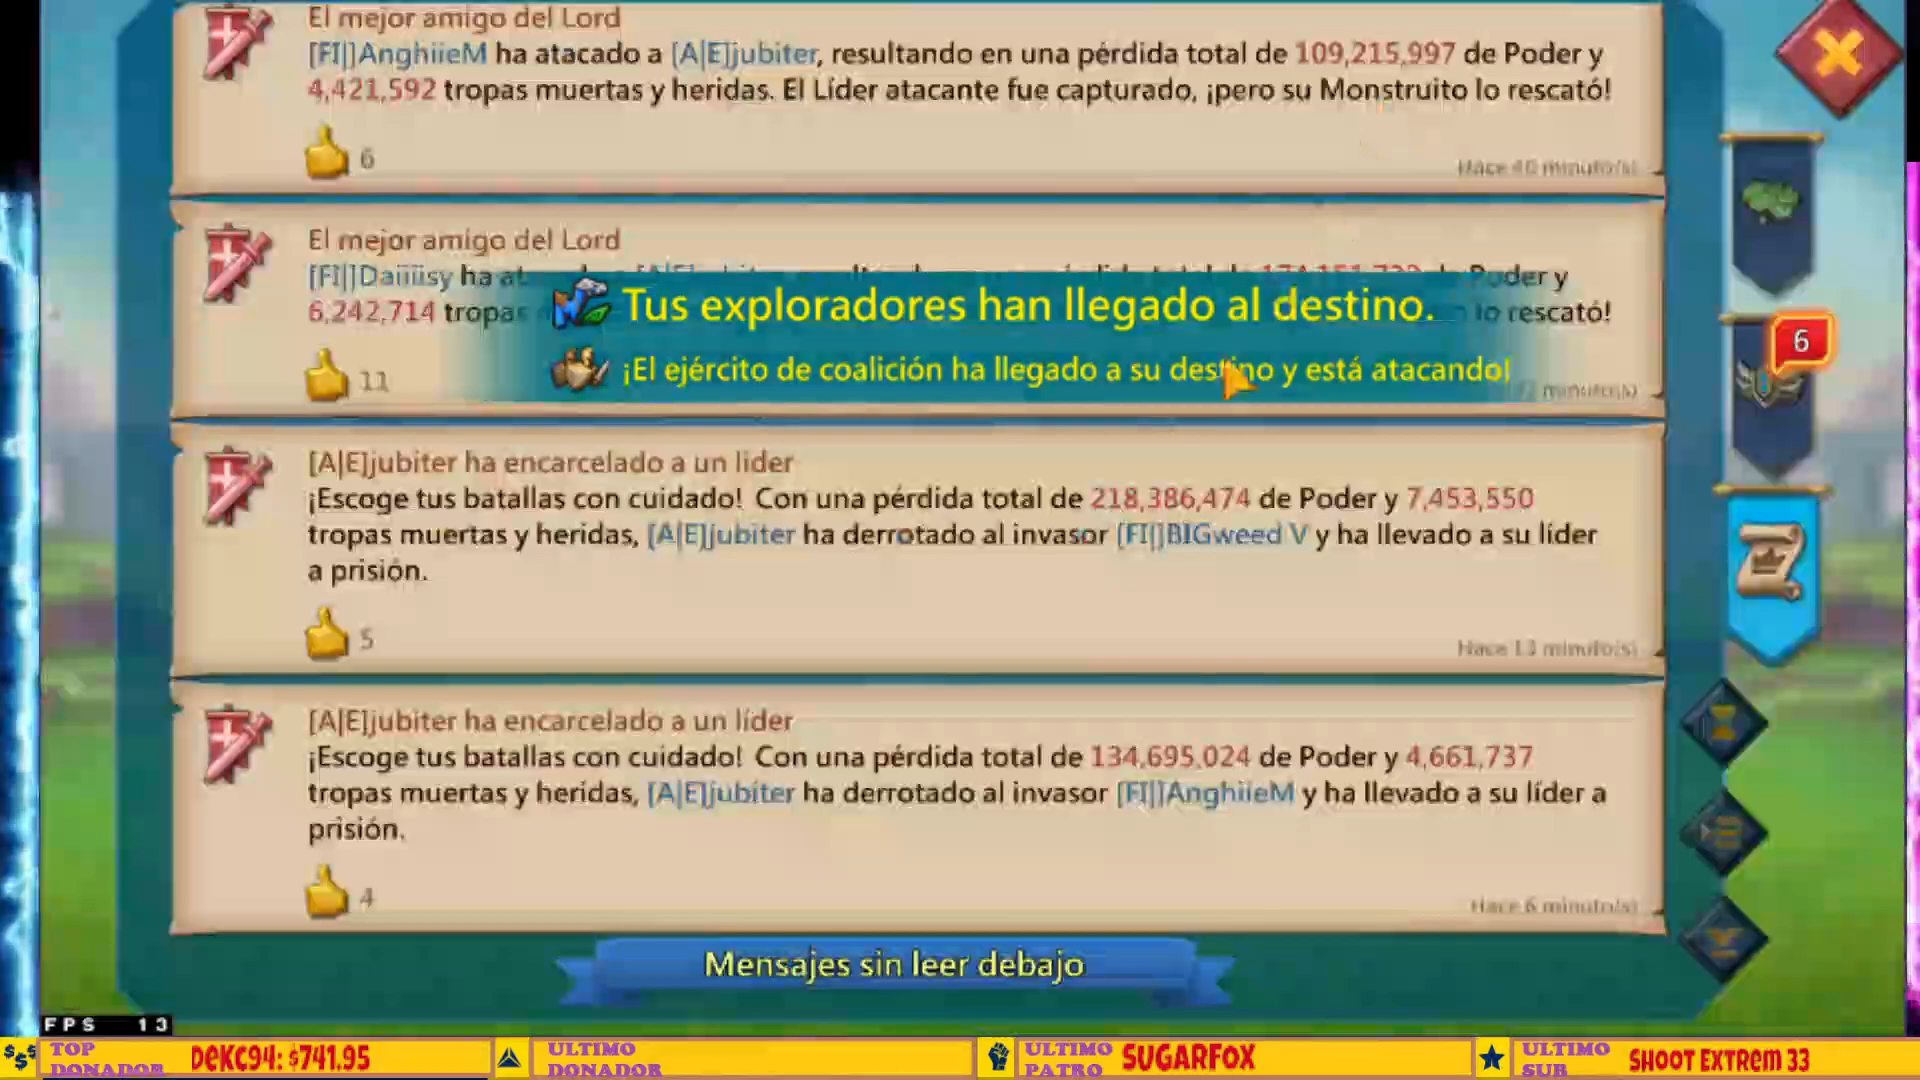 El mejor amigo del Lord
[FI|]AnghiieM ha atacado a [A|E]jubiter, resultando en una pérdida total de 109,215,997 de Poder y
4,421,592 tropas muertas y heridas. El Líder atacante fue capturado, ¡pero su Monstruito lo rescató!
6
Hace 40 minuto(s)
El mejor amigo del Lord
[FI|]Daiiiisy ha Poder y
6,242,714 tropas lo rescató!
Tus exploradores han llegado al destino.
¡El ejército de coalición ha llegado a su destino y está atacando!
11
minuto(s)
[A|E]jubiter ha encarcelado a un líder
¡Escoge tus batallas con cuidado! Con una pérdida total de 218,386,474 de Poder y 7,453,550
tropas muertas y heridas, [A|E]jubiter ha derrotado al invasor [FI|]BIGweed V y ha llevado a su líder
a prisión.
5
Hace 13 minuto(s)
[A|E]jubiter ha encarcelado a un líder
¡Escoge tus batallas con cuidado! Con una pérdida total de 134,695,024 de Poder y 4,661,737
tropas muertas y heridas, [A|E]jubiter ha derrotado al invasor [FI|]AnghiieM y ha llevado a su líder a
prisión.
4
Hace 6 minuto(s)
6
Mensajes sin leer debajo
FPS 13
TOP DONADOR DeKC94: $741.95
ULTIMO DONADOR
ULTIMO PATRO SUGARFOX
ULTIMO SUB SHOOT EXTREM 33